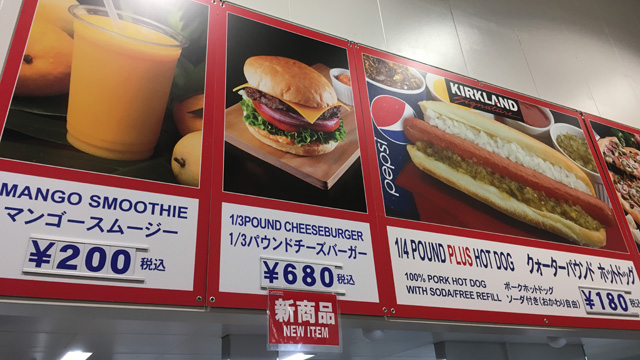 MANGO SMOOTHIE
マンゴースムージー
¥200 税込
1/3POUND CHEESEBURGER
1/3パウンドチーズバーガー
¥680 税込
新商品
NEW ITEM
KIRKLAND
Signature
pepsi
1/4 POUND PLUS HOT DOG クォーターパウンド ホットドッグ
100% PORK HOT DOG
WITH SODA/FREE REFILL
ポークホットドッグ
ソーダ付き(おかわり自由)
¥180 税込